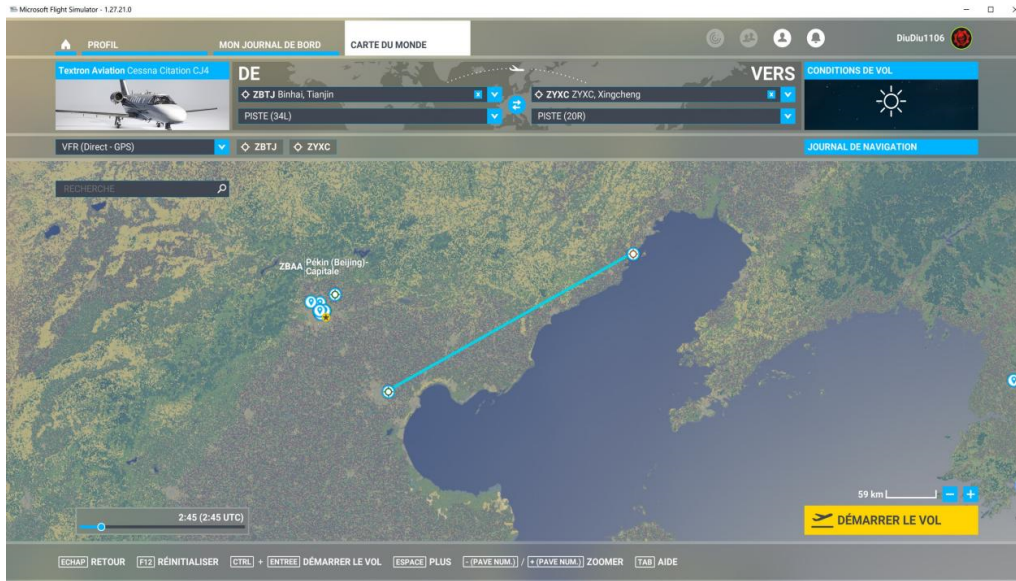 Microsoft Flight Simulator - 1.27.21.0
PROFIL
MON JOURNAL DE BORD
CARTE DU MONDE
DiuDiu1106
Textron Aviation Cessna Citation CJ4
DE
VERS
CONDITIONS DE VOL
ZBTJ Binhai, Tianjin
ZYXC ZYXC, Xingcheng
PISTE (34L)
PISTE (20R)
VFR (Direct - GPS)
ZBTJ
ZYXC
JOURNAL DE NAVIGATION
RECHERCHE
ZBAA Pékin (Beijing)-
Capitale
59 km
2:45 (2:45 UTC)
DÉMARRER LE VOL
ECHAP RETOUR F12 RÉINITIALISER CTRL + ENTREE DÉMARRER LE VOL ESPACE PLUS - (PAVE NUM.) / + (PAVE NUM.) ZOOMER TAB AIDE